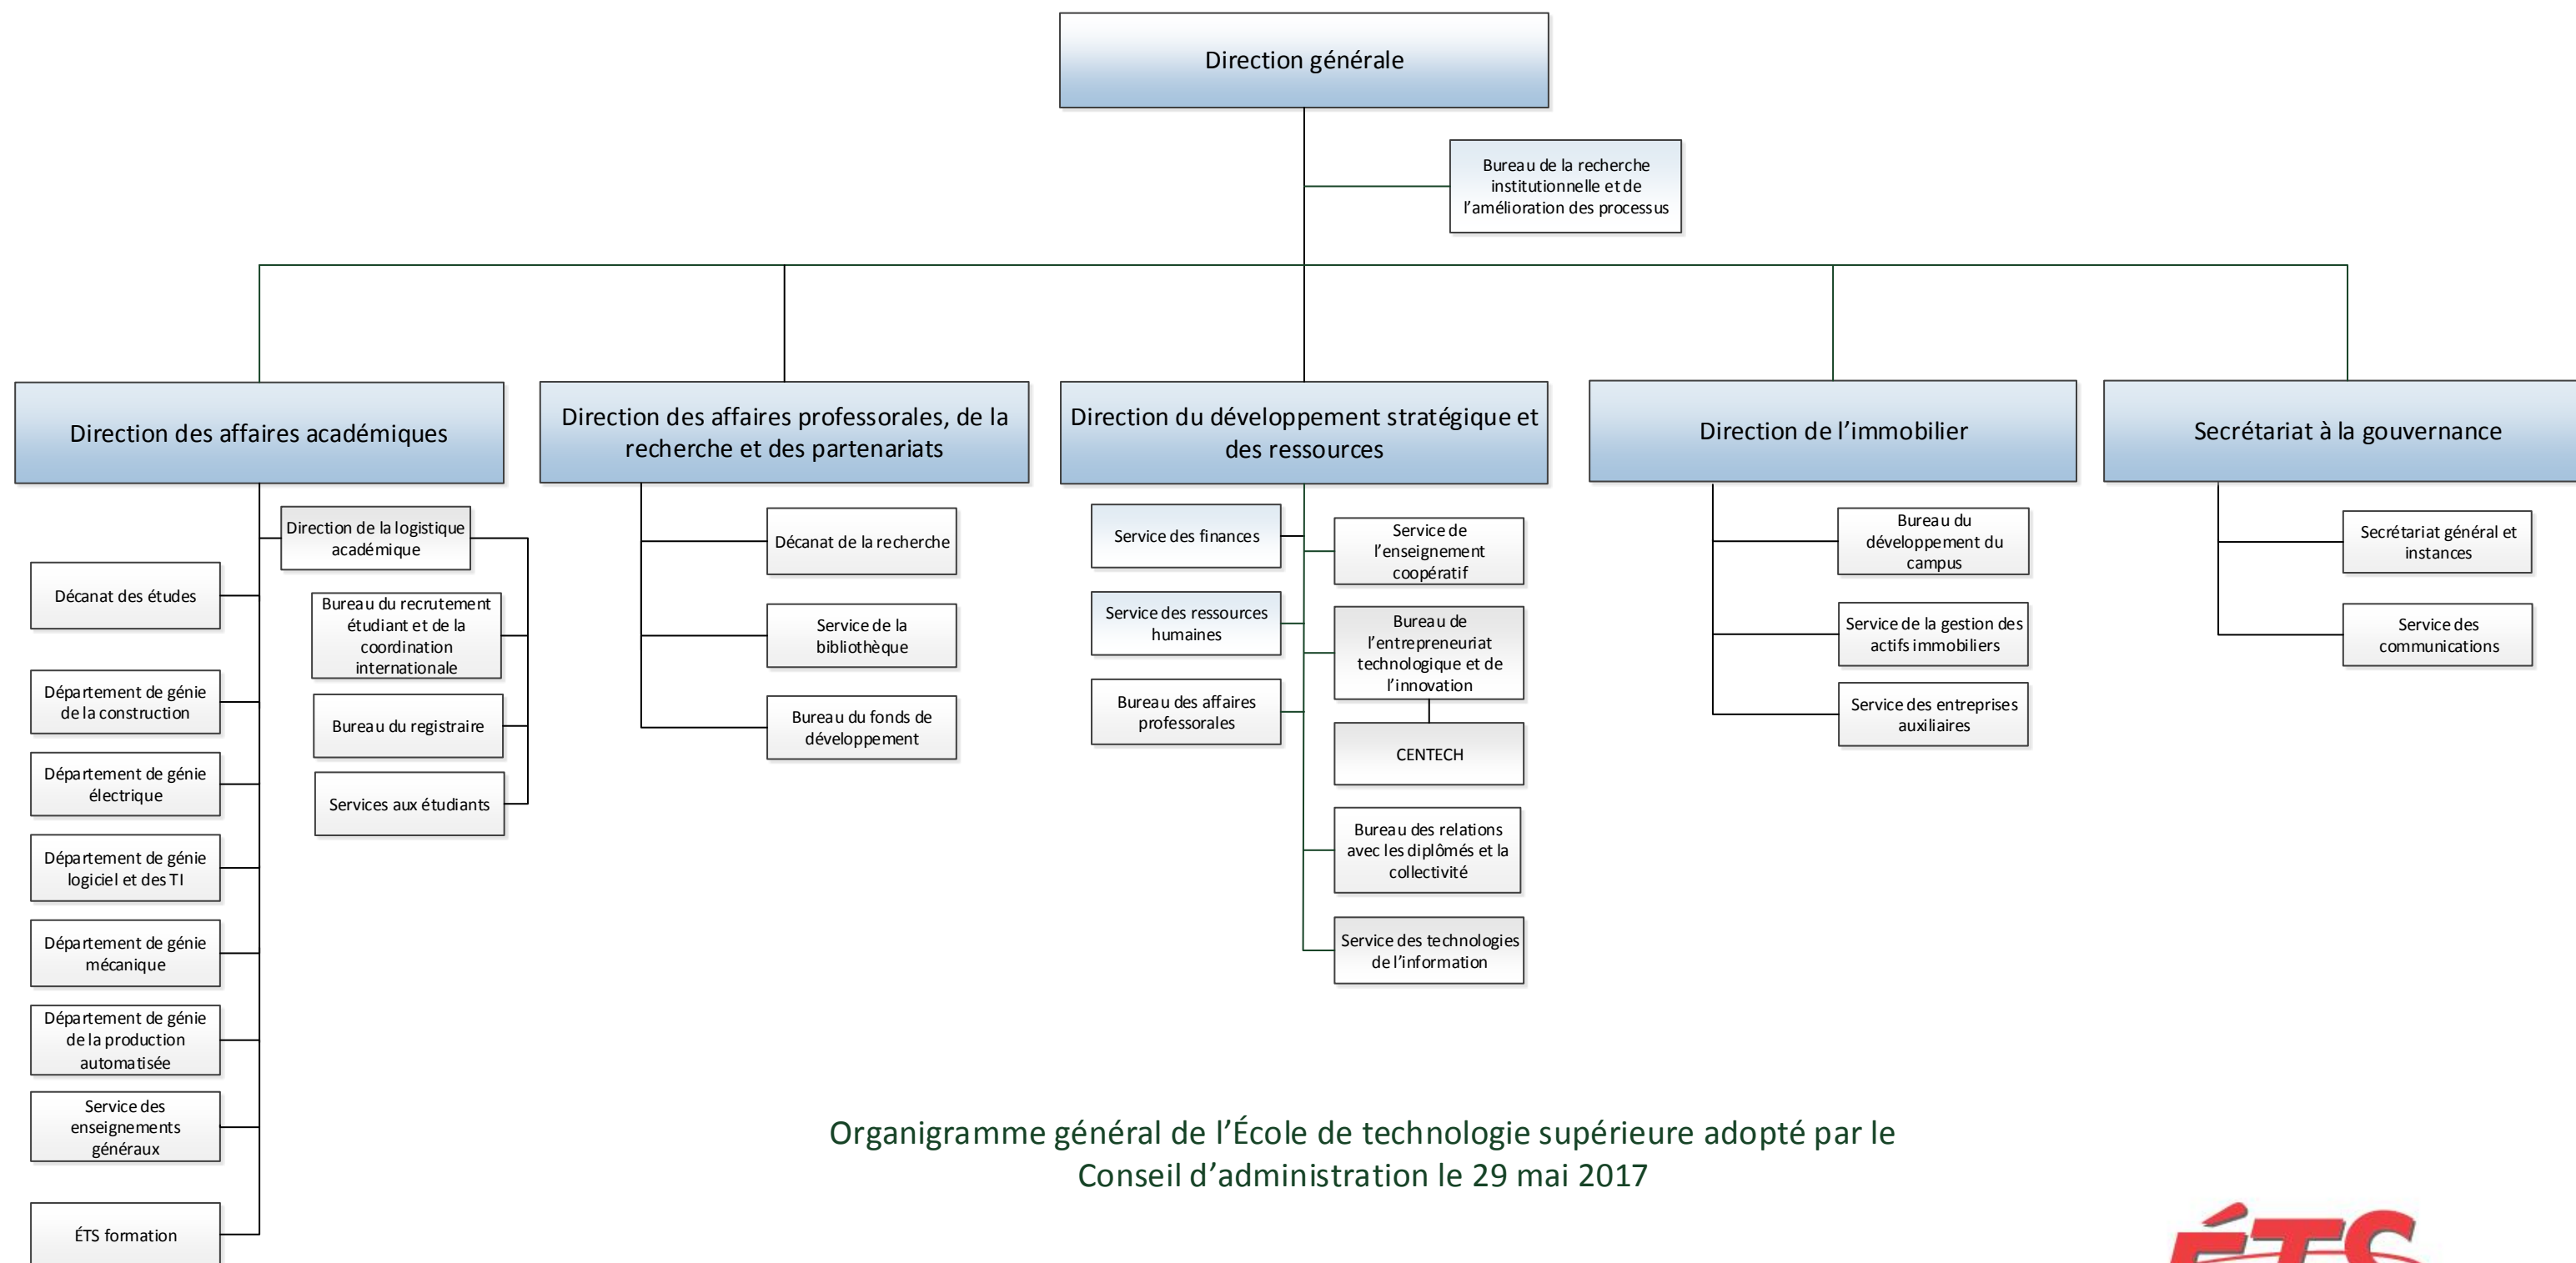 Direction générale
Bureau de la recherche
institutionnelle et de
l’amélioration des processus
Direction des affaires académiques
Direction des affaires professorales, de la
recherche et des partenariats
Direction du développement stratégique et
des ressources
Direction de l’immobilier
Secrétariat à la gouvernance
Direction de la logistique
académique
Décanat des études
Bureau du recrutement
étudiant et de la
coordination
internationale
Département de génie
de la construction
Bureau du registraire
Département de génie
électrique
Services aux étudiants
Département de génie
logiciel et des TI
Département de génie
mécanique
Département de génie
de la production
automatisée
Service des
enseignements
généraux
ÉTS formation
Décanat de la recherche
Service de la
bibliothèque
Bureau du fonds de
développement
Service des finances
Service des ressources
humaines
Bureau des affaires
professorales
Service de
l’enseignement
coopératif
Bureau de
l’entrepreneuriat
technologique et de
l’innovation
CENTECH
Bureau des relations
avec les diplômés et la
collectivité
Service des technologies
de l’information
Bureau du
développement du
campus
Service de la gestion des
actifs immobiliers
Service des entreprises
auxiliaires
Secrétariat général et
instances
Service des
communications
Organigramme général de l’École de technologie supérieure adopté par le
Conseil d’administration le 29 mai 2017
ÉTS